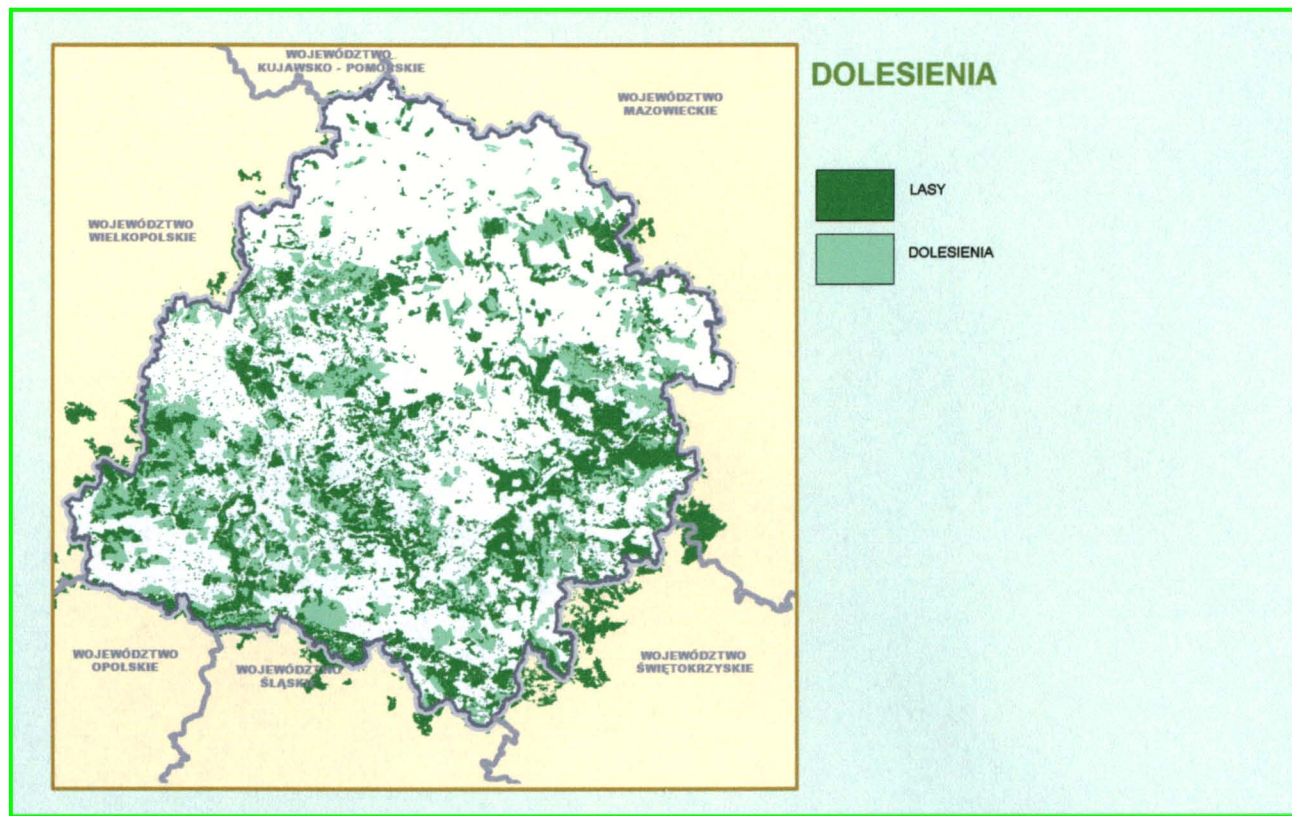 WOJEWÓDZTWO
KUJAWSKO - POMORSKIE
WOJEWÓDZTWO
MAZOWIECKIE
WOJEWÓDZTWO
WIELKOPOLSKIE
WOJEWÓDZTWO
OPOLSKIE
WOJEWÓDZTWO
ŚLĄSKIE
WOJEWÓDZTWO
ŚWIĘTOKRZYSKIE
DOLESIENIA
LASY
DOLESIENIA